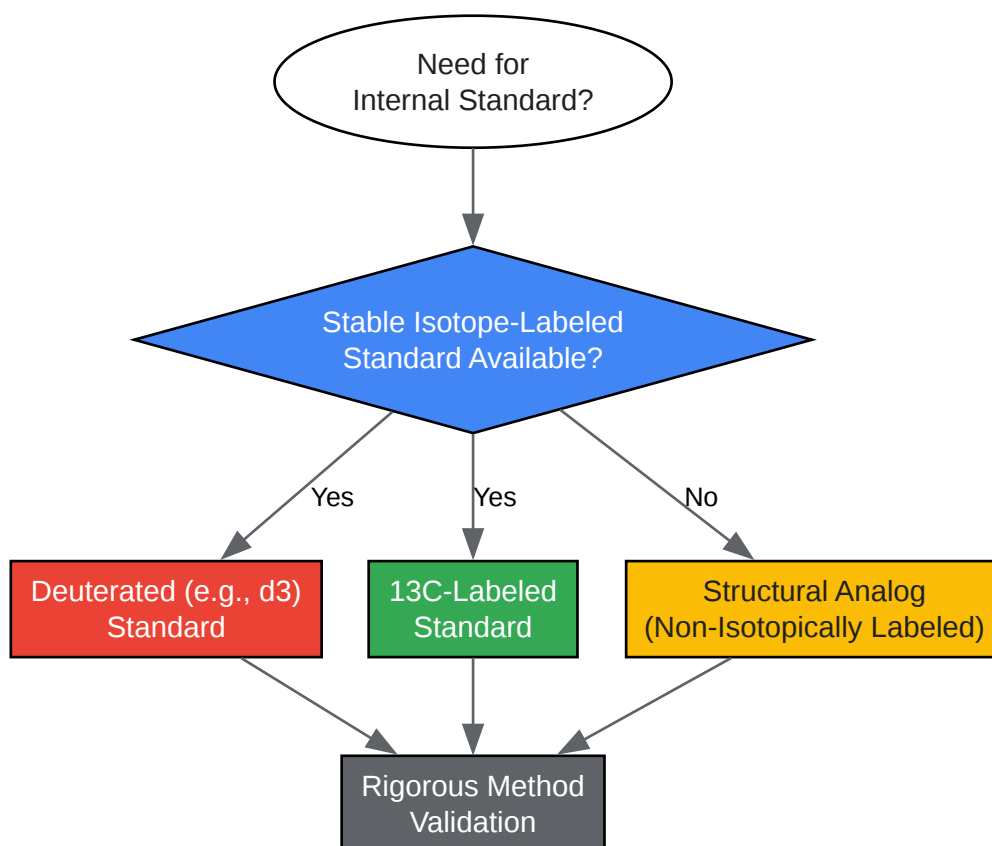 Need for
Internal Standard?
Stable Isotope-Labeled
Standard Available?
Yes
Yes
No
Deuterated (e.g., d3)
Standard
13C-Labeled
Standard
Structural Analog
(Non-Isotopically Labeled)
Rigorous Method
Validation